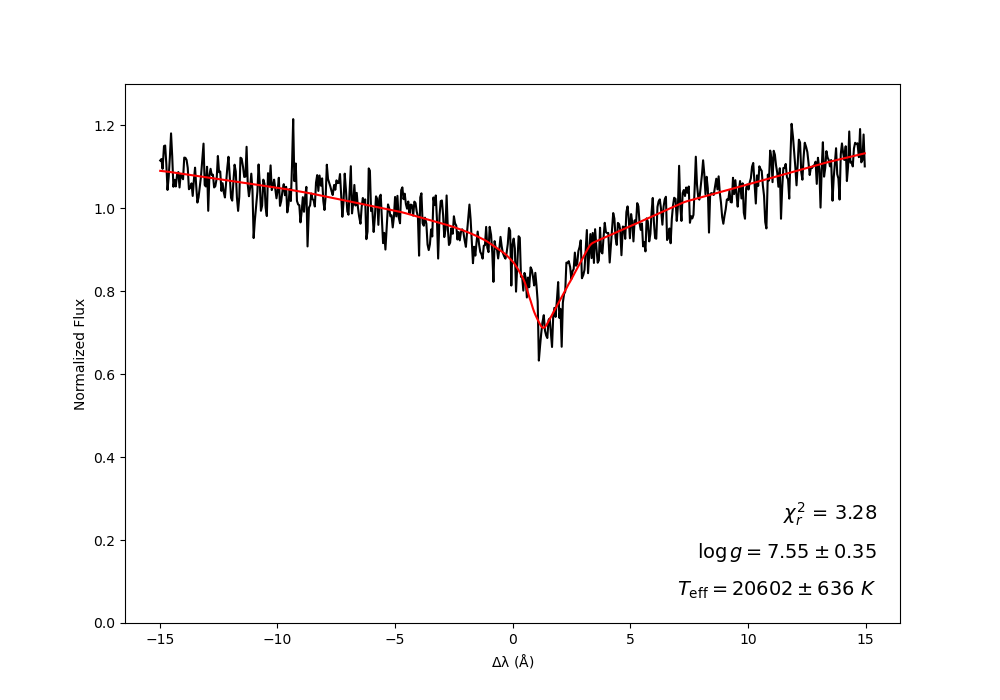 1.2
1.0
0.8
0.6
0.4
0.2
0.0
Normalized Flux
χ²ᵣ = 3.28
log g = 7.55 ± 0.35
T_eff = 20602 ± 636 K
−15 −10 −5 0 5 10 15
Δλ (Å)